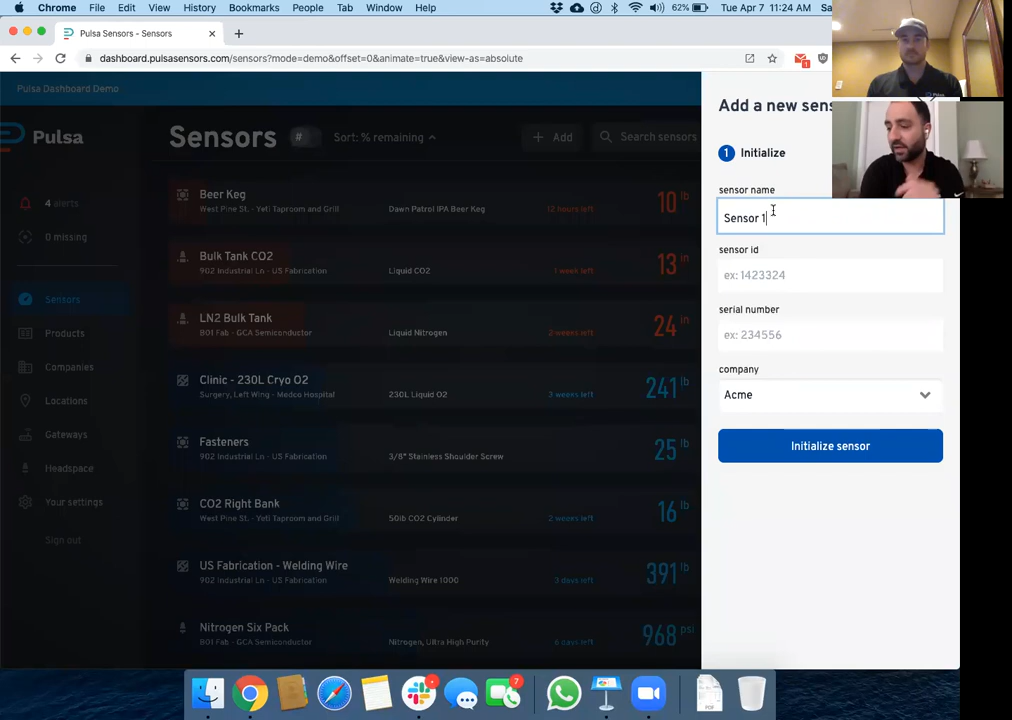 Chrome File Edit View History Bookmarks People Tab Window Help 62% Tue Apr 7 11:24 AM Sa
Pulsa Sensors - Sensors
dashboard.pulsasensors.com/sensors?mode=demo&offset=0&animate=true&view-as=absolute
Pulsa Dashboard Demo
Pulsa
4 alerts
0 missing
Sensors
Products
Companies
Locations
Gateways
Headspace
Your settings
Sign out
Sensors # Sort: % remaining + Add Search sensors
Beer Keg
West Pine St. - Yeti Taproom and Grill Dawn Patrol IPA Beer Keg 12 hours left 10 lb
Bulk Tank CO2
902 Industrial Ln - US Fabrication Liquid CO2 1 week left 13 in
LN2 Bulk Tank
BOI Fab - GCA Semiconductor Liquid Nitrogen 2 weeks left 24 in
Clinic - 230L Cryo O2
Surgery, Left Wing - Medco Hospital 230L Liquid O2 3 weeks left 241 lb
Fasteners
902 Industrial Ln - US Fabrication 3/8" Stainless Shoulder Screw 25 lb
CO2 Right Bank
West Pine St. - Yeti Taproom and Grill 50lb CO2 Cylinder 2 weeks left 16 lb
US Fabrication - Welding Wire
902 Industrial Ln - US Fabrication Welding Wire 1000 3 days left 391 lb
Nitrogen Six Pack
BOI Fab - GCA Semiconductor Nitrogen, Ultra High Purity 6 days left 968 psi
Add a new sens
1 Initialize
sensor name
Sensor 1
sensor id
ex: 1423324
serial number
ex: 234556
company
Acme
Initialize sensor
Pulsa
7
PDF